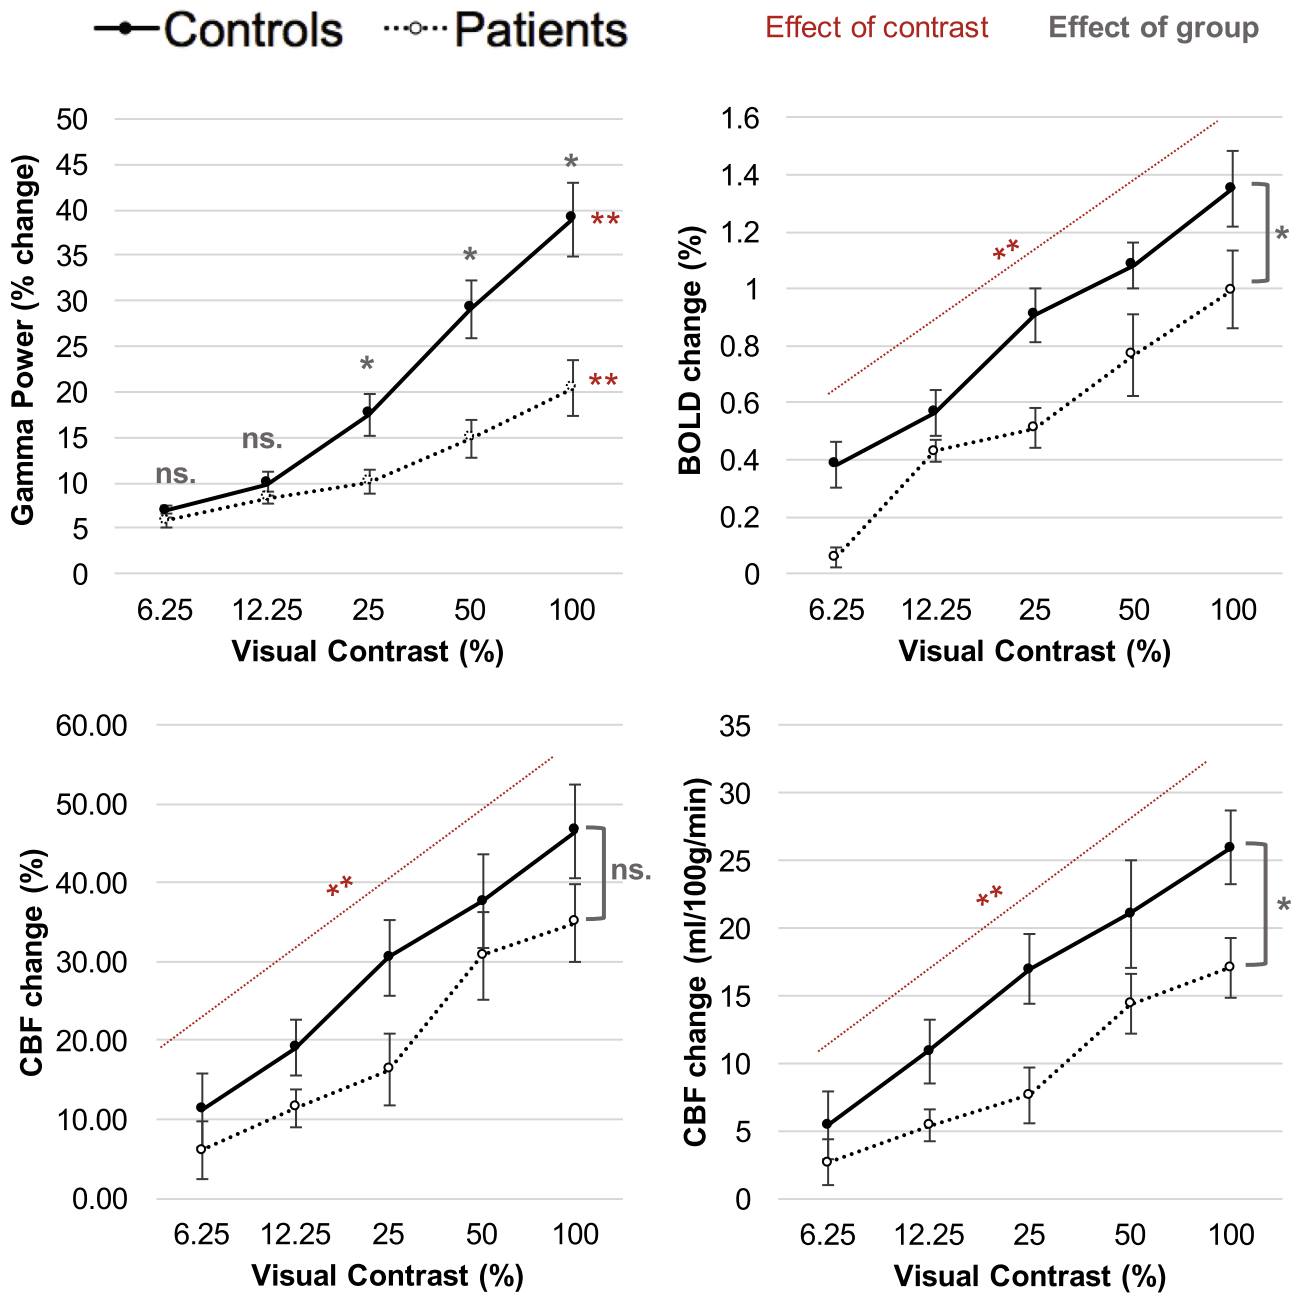 Controls Patients Effect of contrast Effect of group
Gamma Power (% change)
50
45
40
35
30
25
20
15
10
5
0
ns.
ns.
*
*
*
**
**
6.25 12.25 25 50 100
Visual Contrast (%)
BOLD change (%)
1.6
1.4
1.2
1
0.8
0.6
0.4
0.2
0
**
*
6.25 12.25 25 50 100
Visual Contrast (%)
CBF change (%)
60.00
50.00
40.00
30.00
20.00
10.00
0.00
**
ns.
6.25 12.25 25 50 100
Visual Contrast (%)
CBF change (ml/100g/min)
35
30
25
20
15
10
5
0
**
*
6.25 12.25 25 50 100
Visual Contrast (%)